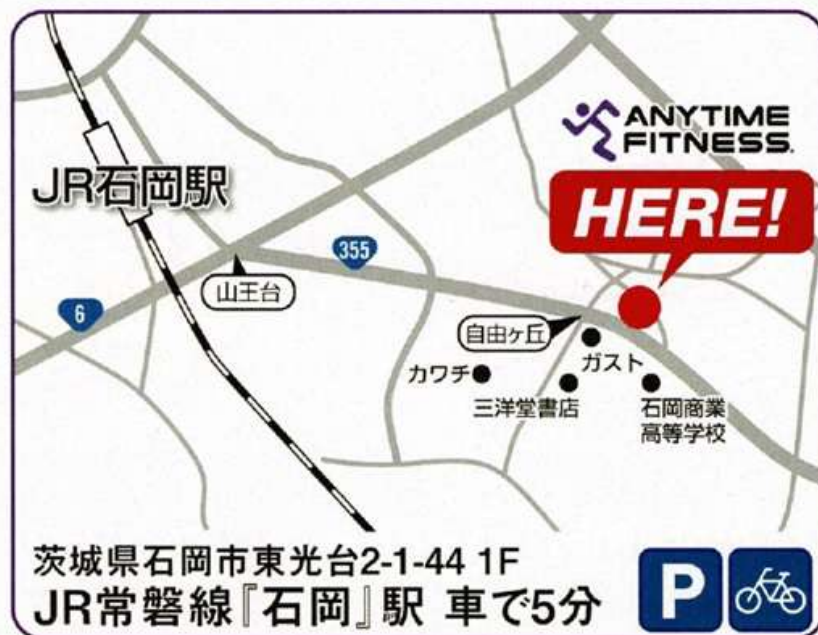 ANYTIME
FITNESS.
HERE!
JR石岡駅
355
山王台
6
自由ヶ丘
ガスト
カワチ
三洋堂書店
石岡商業
高等学校
茨城県石岡市東光台2-1-44 1F
JR常磐線『石岡』駅 車で5分
P